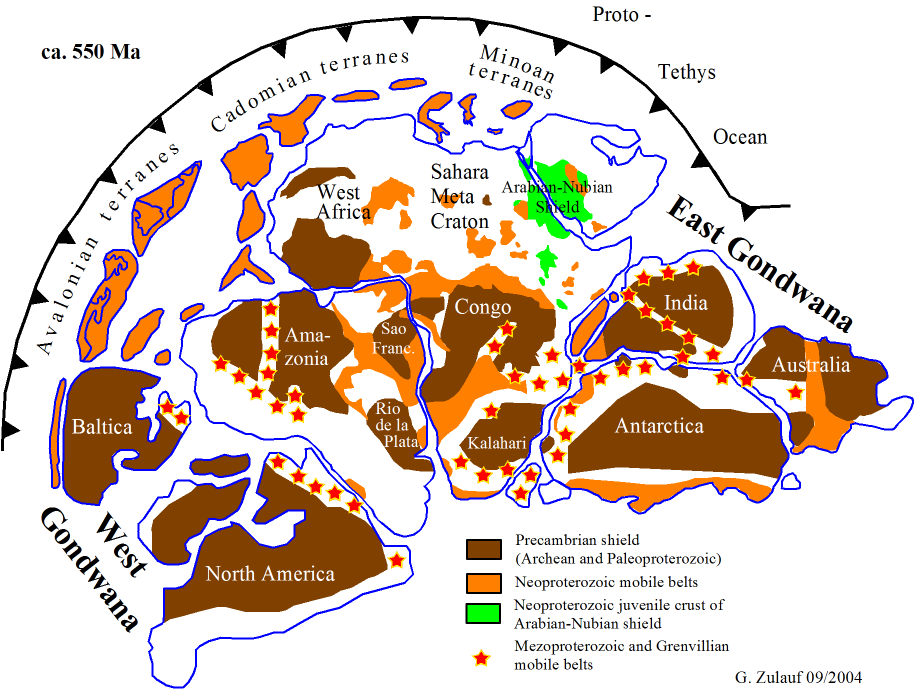 Proto -
ca. 550 Ma
Cadomian terranes
Minoan
terranes
Tethys
Ocean
Avalonian terranes
West
Africa
Sahara
Meta
Craton
Arabian-Nubian
Shield
East Gondwana
Ama-
zonia
Sao
Franc.
Congo
India
Australia
Baltica
Rio
de la
Plata
Kalahari
Antarctica
West
Gondwana
North America
Precambrian shield
(Archean and Paleoproterozoic)
Neoproterozoic mobile belts
Neoproterozoic juvenile crust of
Arabian-Nubian shield
Mezoproterozoic and Grenvillian
mobile belts
G. Zulauf 09/2004